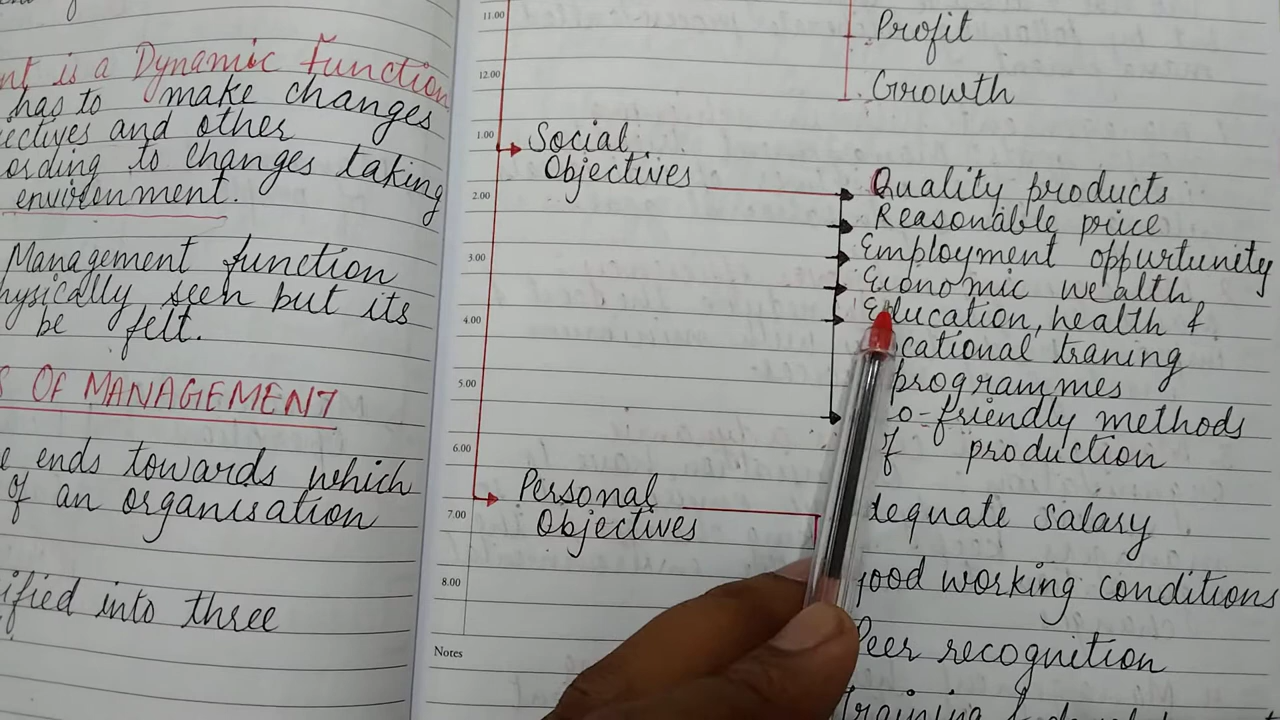 nt is a Dynamic Function
has to make changes
ectives and other
ording to changes taking
environment.
Management function
hysically seen but its
be felt.
S OF MANAGEMENT
e ends towards which
of an organisation
ified into three
11.00
12.00
1.00
2.00
3.00
4.00
5.00
6.00
7.00
8.00
Notes
Profit
Growth
Social
Objectives
Quality products
Reasonable price
Employment oppurtunity
Economic wealth
Education, health &
cational traning
programmes
o-friendly methods
f production
Personal
Objectives
dequate salary
ood working conditions
Peer recognition
Training &